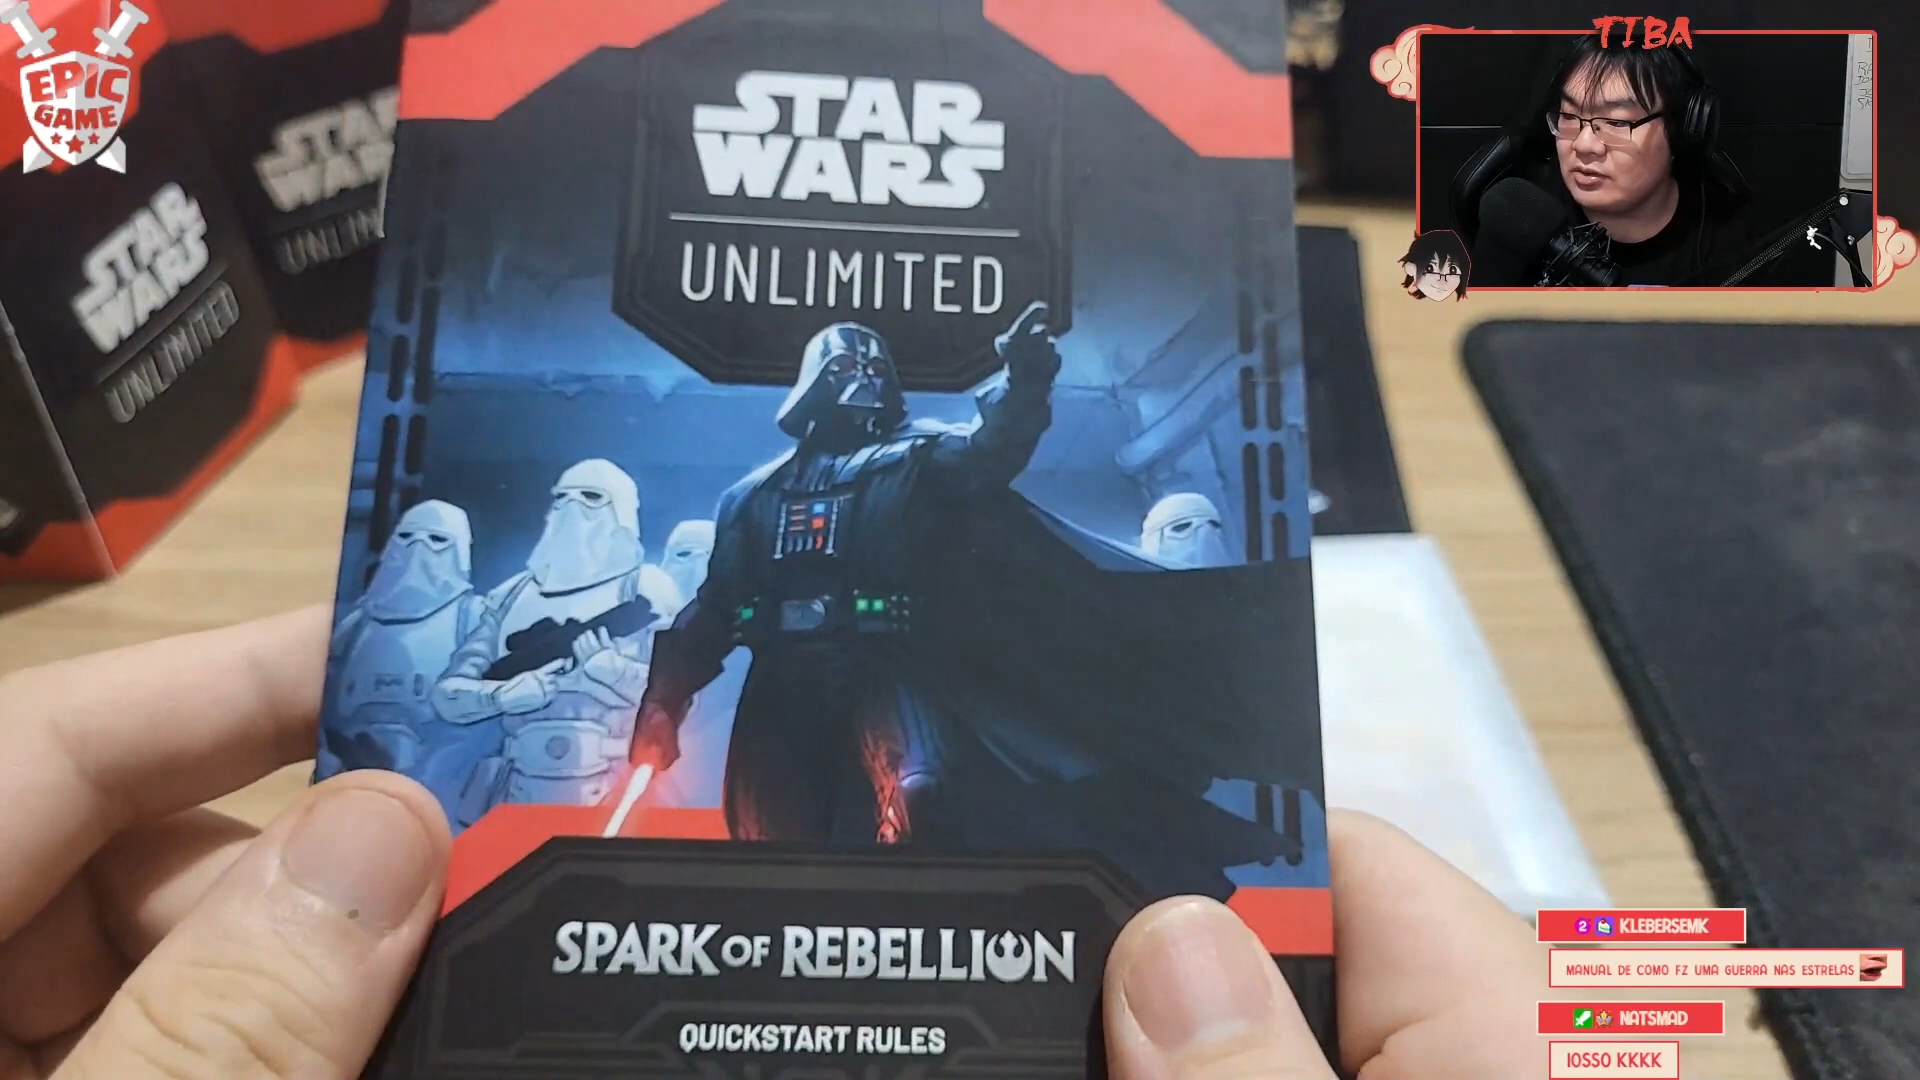 EPIC
GAME
STAR
WARS
UNLIMITED
STAR
WARS
UNLIMITED
SPARK OF REBELLION
QUICKSTART RULES
STAR
WARS
TIBA
2 KLEBERSEMK
MANUAL DE COMO FZ UMA GUERRA NAS ESTRELAS
NATSMAD
IOSSO KKKK